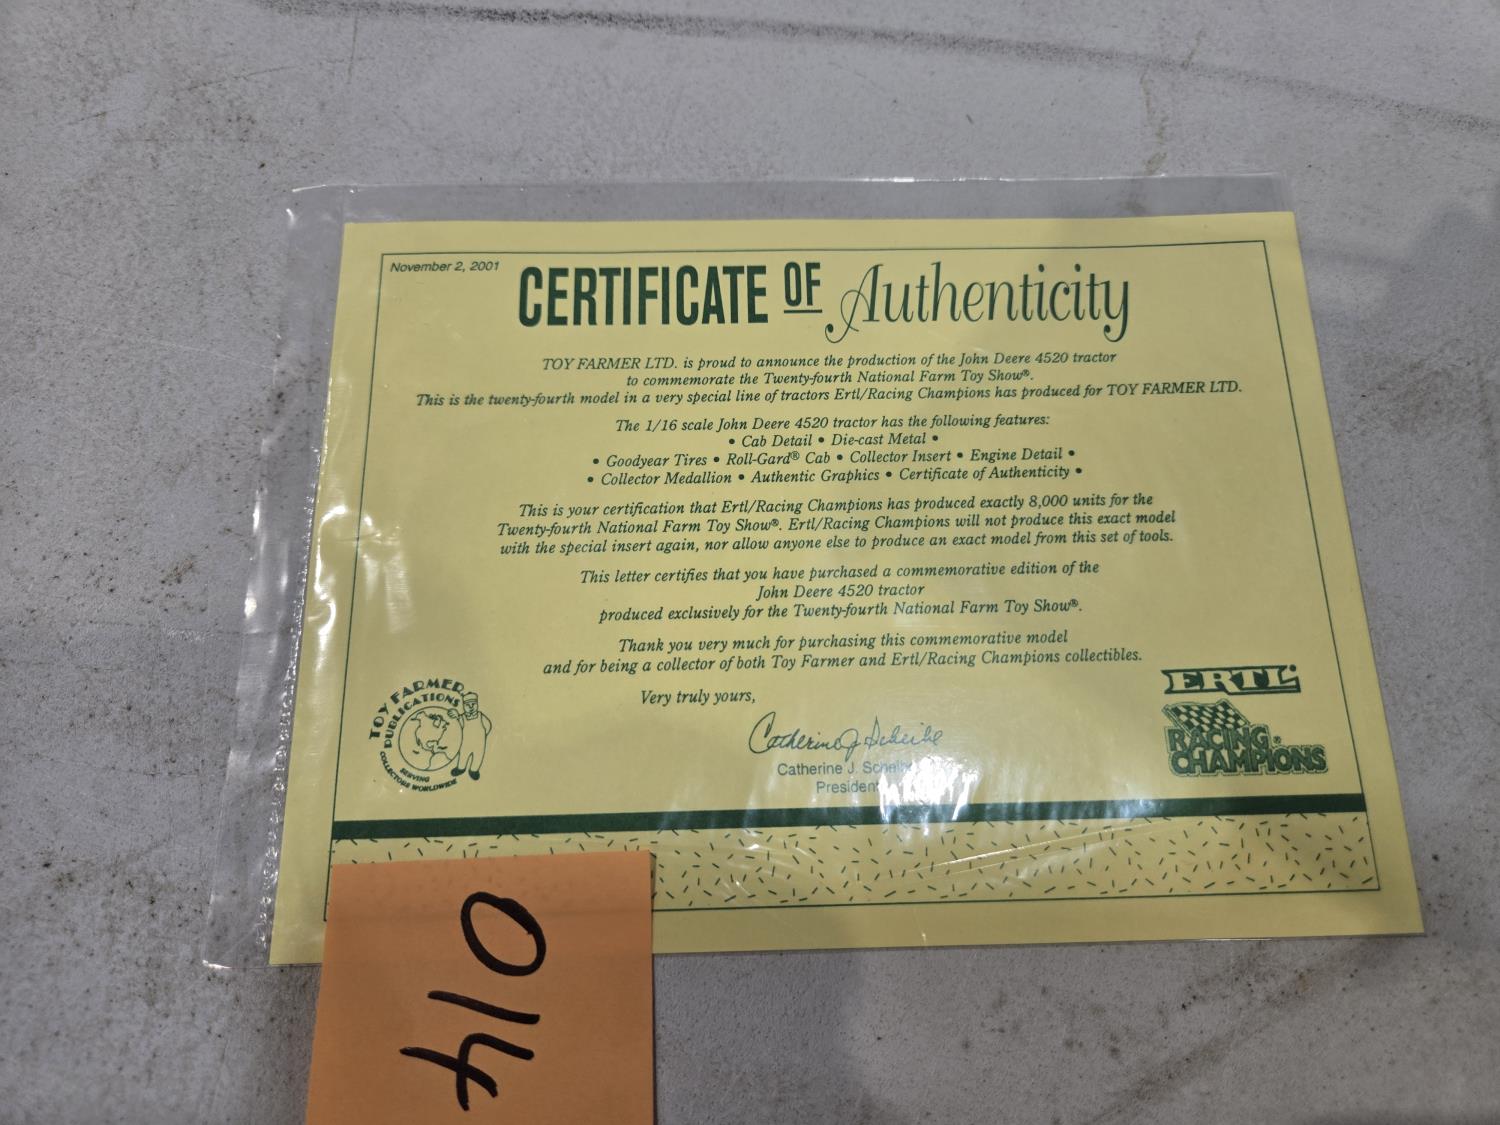 November 2, 2001
CERTIFICATE OF Authenticity
TOY FARMER LTD. is proud to announce the production of the John Deere 4520 tractor
to commemorate the Twenty-fourth National Farm Toy Show®.
This is the twenty-fourth model in a very special line of tractors Ertl/Racing Champions has produced for TOY FARMER LTD.
The 1/16 scale John Deere 4520 tractor has the following features:
• Cab Detail • Die-cast Metal •
• Goodyear Tires • Roll-Gard® Cab • Collector Insert • Engine Detail •
• Collector Medallion • Authentic Graphics • Certificate of Authenticity •
This is your certification that Ertl/Racing Champions has produced exactly 8,000 units for the
Twenty-fourth National Farm Toy Show®. Ertl/Racing Champions will not produce this exact model
with the special insert again, nor allow anyone else to produce an exact model from this set of tools.
This letter certifies that you have purchased a commemorative edition of the
John Deere 4520 tractor
produced exclusively for the Twenty-fourth National Farm Toy Show®.
Thank you very much for purchasing this commemorative model
and for being a collector of both Toy Farmer and Ertl/Racing Champions collectibles.
Very truly yours,
Catherine J. Scheibe
Catherine J.
President
TOY FARMER
PUBLICATIONS
SERVING
COLLECTORS WORLDWIDE
ERTL®
RACING®
CHAMPIONS
014